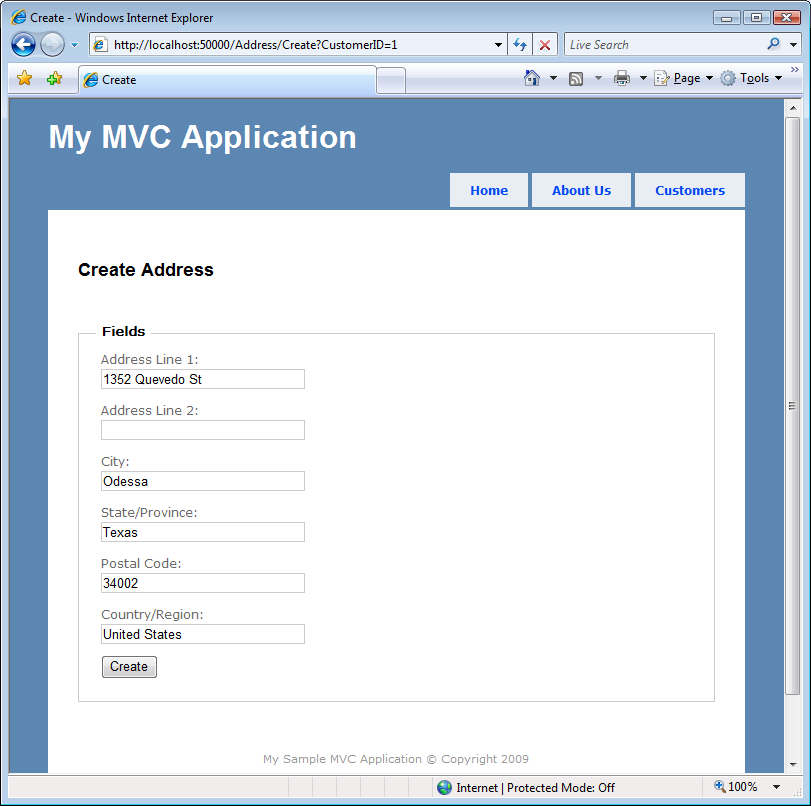 Create - Windows Internet Explorer
http://localhost:50000/Address/Create?CustomerID=1
Live Search
Create
Page
Tools
My MVC Application
Home
About Us
Customers
Create Address
Fields
Address Line 1:
1352 Quevedo St
Address Line 2:
City:
Odessa
State/Province:
Texas
Postal Code:
34002
Country/Region:
United States
Create
My Sample MVC Application © Copyright 2009
Internet | Protected Mode: Off
100%